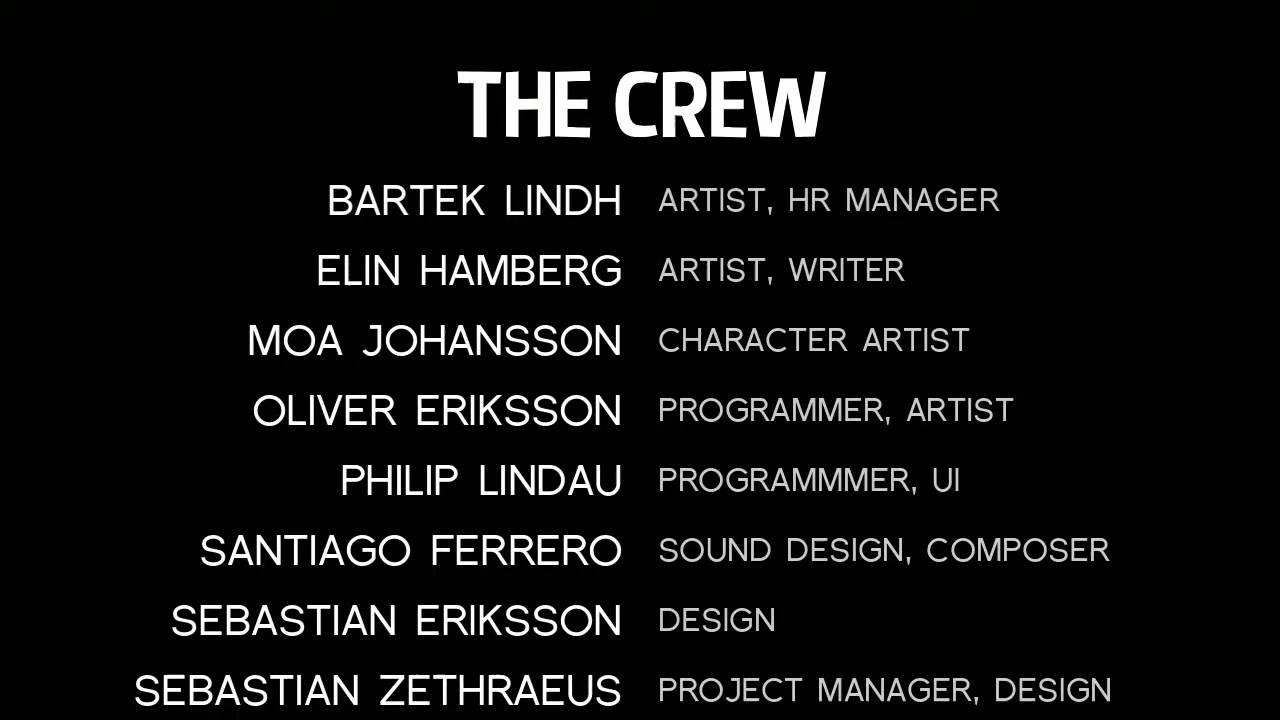 THE CREW
BARTEK LINDH ARTIST, HR MANAGER
ELIN HAMBERG ARTIST, WRITER
MOA JOHANSSON CHARACTER ARTIST
OLIVER ERIKSSON PROGRAMMER, ARTIST
PHILIP LINDAU PROGRAMMMER, UI
SANTIAGO FERRERO SOUND DESIGN, COMPOSER
SEBASTIAN ERIKSSON DESIGN
SEBASTIAN ZETHRAEUS PROJECT MANAGER, DESIGN